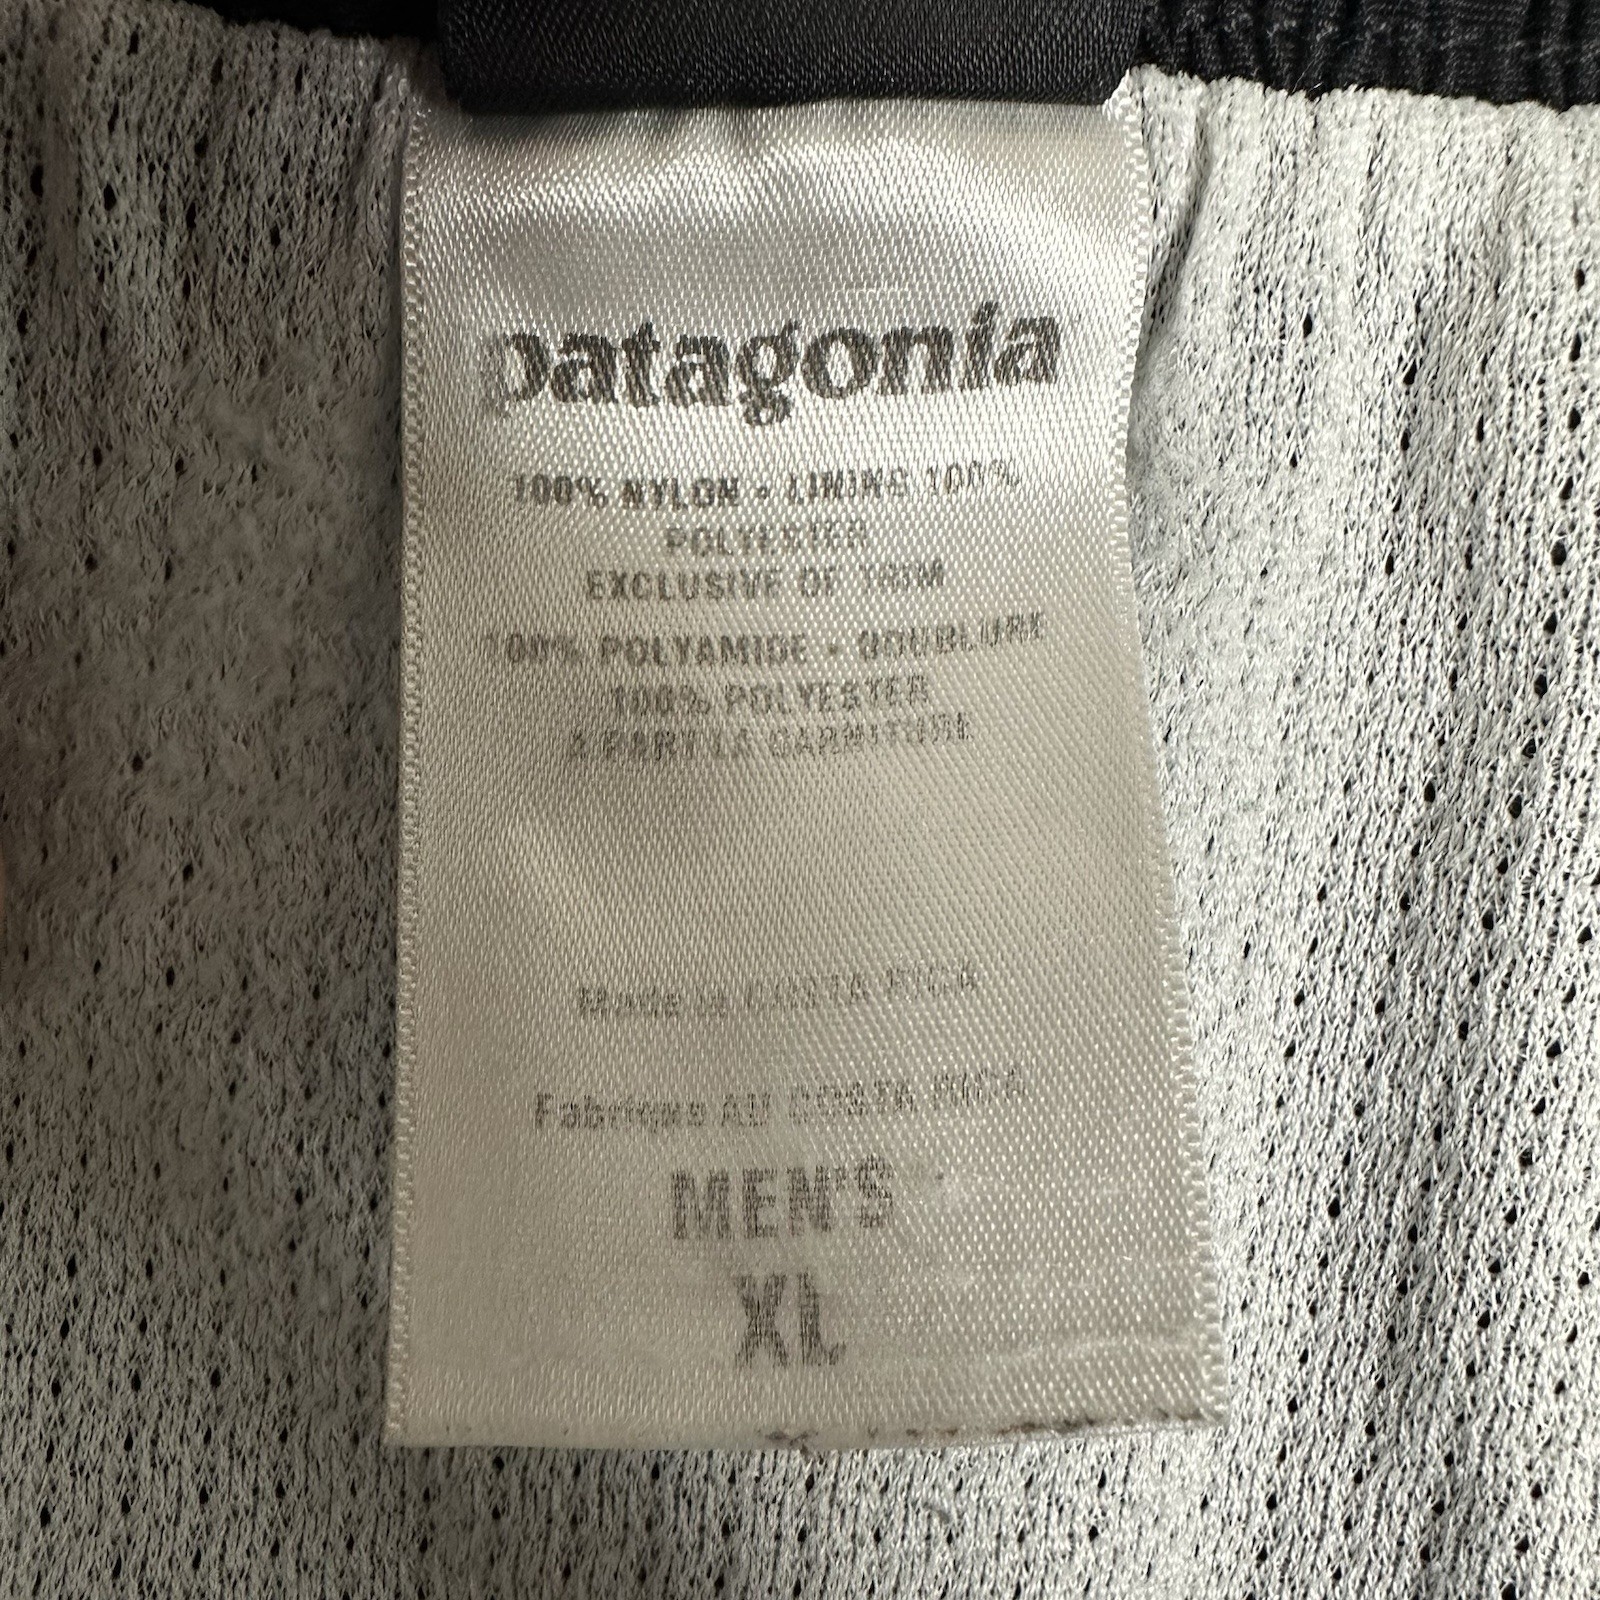 patagonia
100% NYLON • LINING 100%
POLYESTER
EXCLUSIVE OF TRIM
100% POLYAMIDE • DOUBLURE
100% POLYESTER
A PART LA GARNITURE
Made in COSTA RICA
Fabriqué AU COSTA RICA
MEN'S
XL